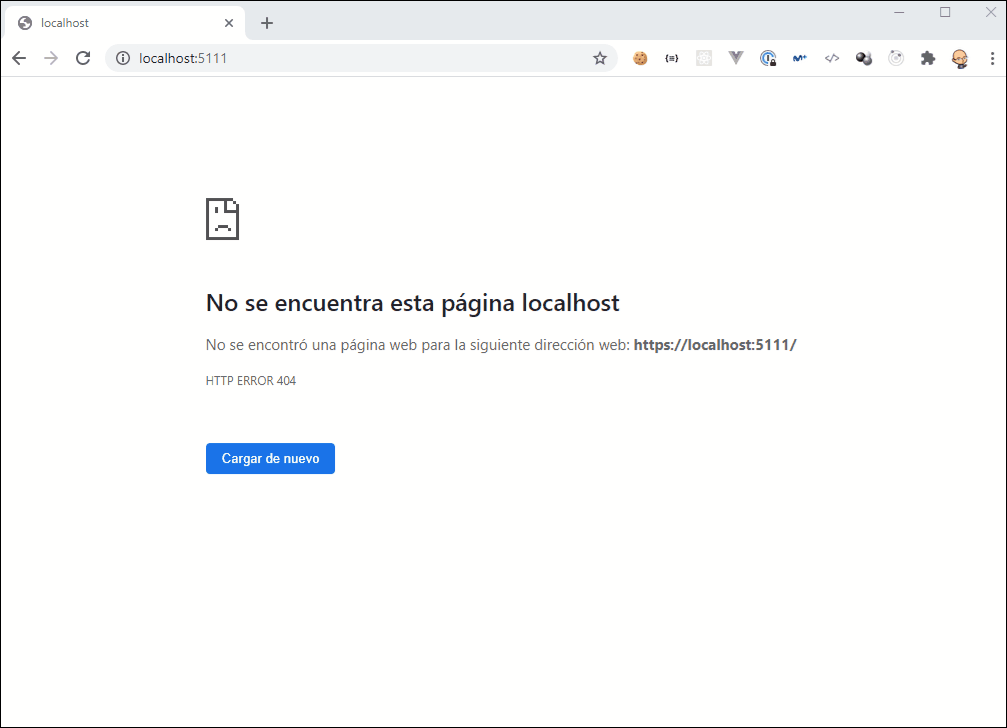 localhost
localhost:5111
No se encuentra esta página localhost
No se encontró una página web para la siguiente dirección web: https://localhost:5111/
HTTP ERROR 404
Cargar de nuevo